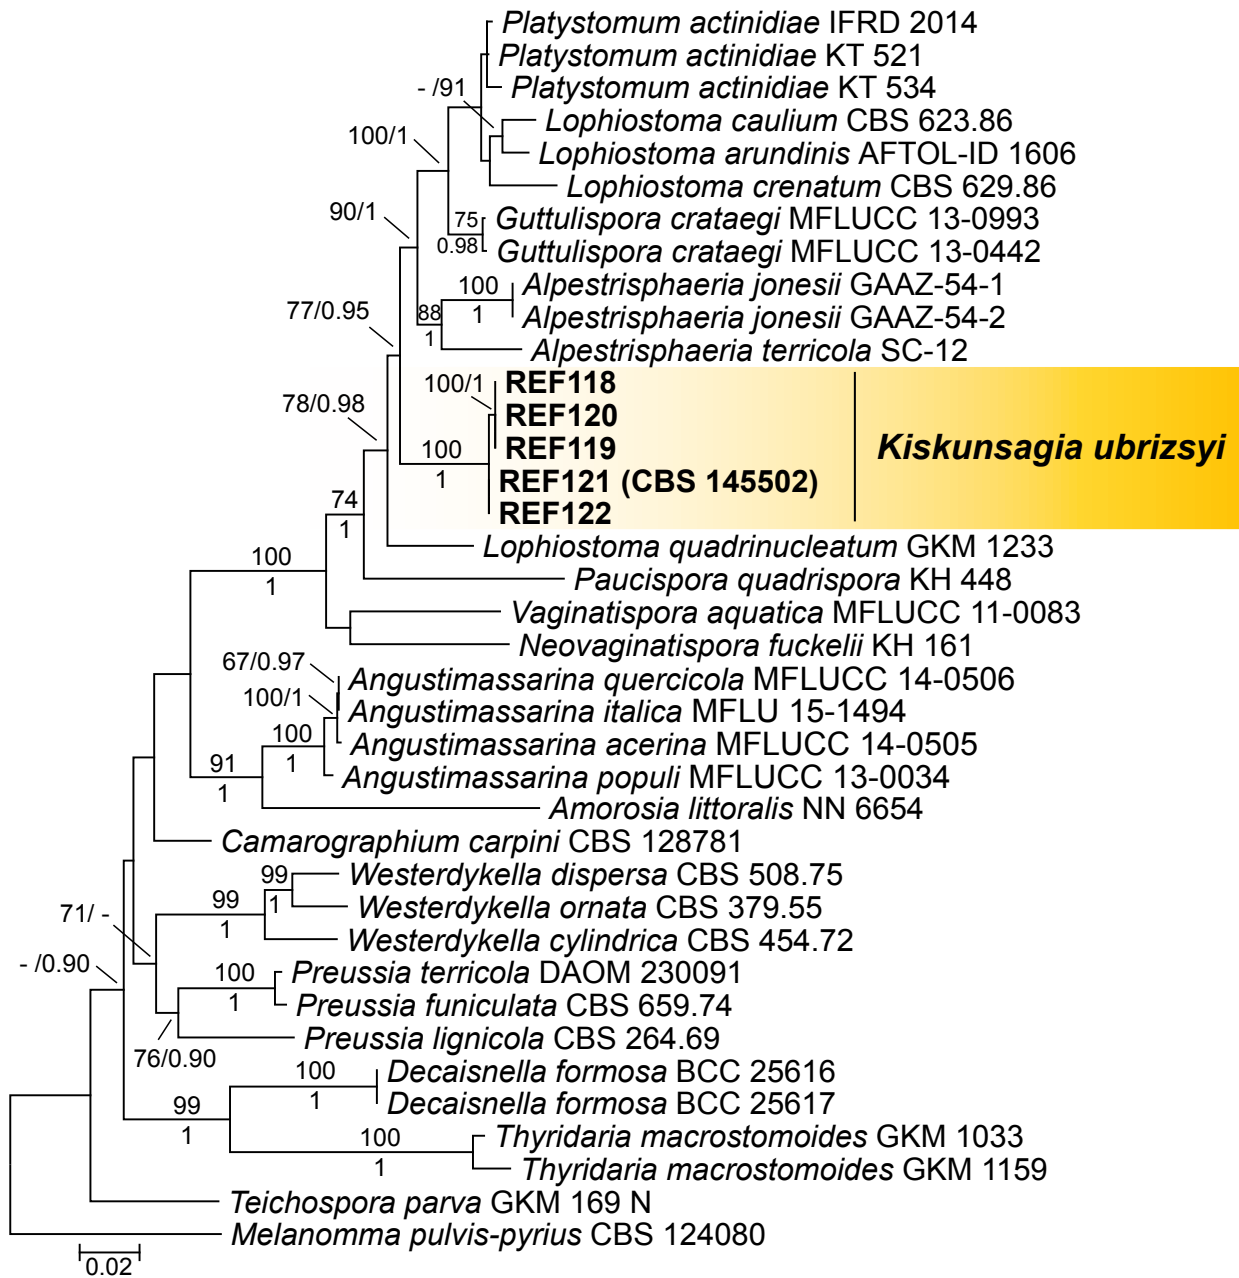 Platystomum actinidiae IFRD 2014
Platystomum actinidiae KT 521
- /91
Platystomum actinidiae KT 534
Lophiostoma caulium CBS 623.86
100/1
Lophiostoma arundinis AFTOL-ID 1606
Lophiostoma crenatum CBS 629.86
90/1
75
Guttulispora crataegi MFLUCC 13-0993
0.98
Guttulispora crataegi MFLUCC 13-0442
100
Alpestrisphaeria jonesii GAAZ-54-1
77/0.95
88
1
Alpestrisphaeria jonesii GAAZ-54-2
1
Alpestrisphaeria terricola SC-12
100/1
REF118
78/0.98
REF120
100
REF119
Kiskunsagia ubrizsyi
1
REF121 (CBS 145502)
74
REF122
1
Lophiostoma quadrinucleatum GKM 1233
100
1
Paucispora quadrispora KH 448
Vaginatispora aquatica MFLUCC 11-0083
Neovaginatispora fuckelii KH 161
67/0.97
Angustimassarina quercicola MFLUCC 14-0506
100/1
Angustimassarina italica MFLU 15-1494
100
1
Angustimassarina acerina MFLUCC 14-0505
91
1
Angustimassarina populi MFLUCC 13-0034
Amorosia littoralis NN 6654
Camarographium carpini CBS 128781
99
Westerdykella dispersa CBS 508.75
99
1
Westerdykella ornata CBS 379.55
71/ -
1
Westerdykella cylindrica CBS 454.72
- /0.90
100
Preussia terricola DAOM 230091
1
Preussia funiculata CBS 659.74
Preussia lignicola CBS 264.69
76/0.90
100
Decaisnella formosa BCC 25616
99
1
Decaisnella formosa BCC 25617
1
100
Thyridaria macrostomoides GKM 1033
1
Thyridaria macrostomoides GKM 1159
Teichospora parva GKM 169 N
Melanomma pulvis-pyrius CBS 124080
0.02